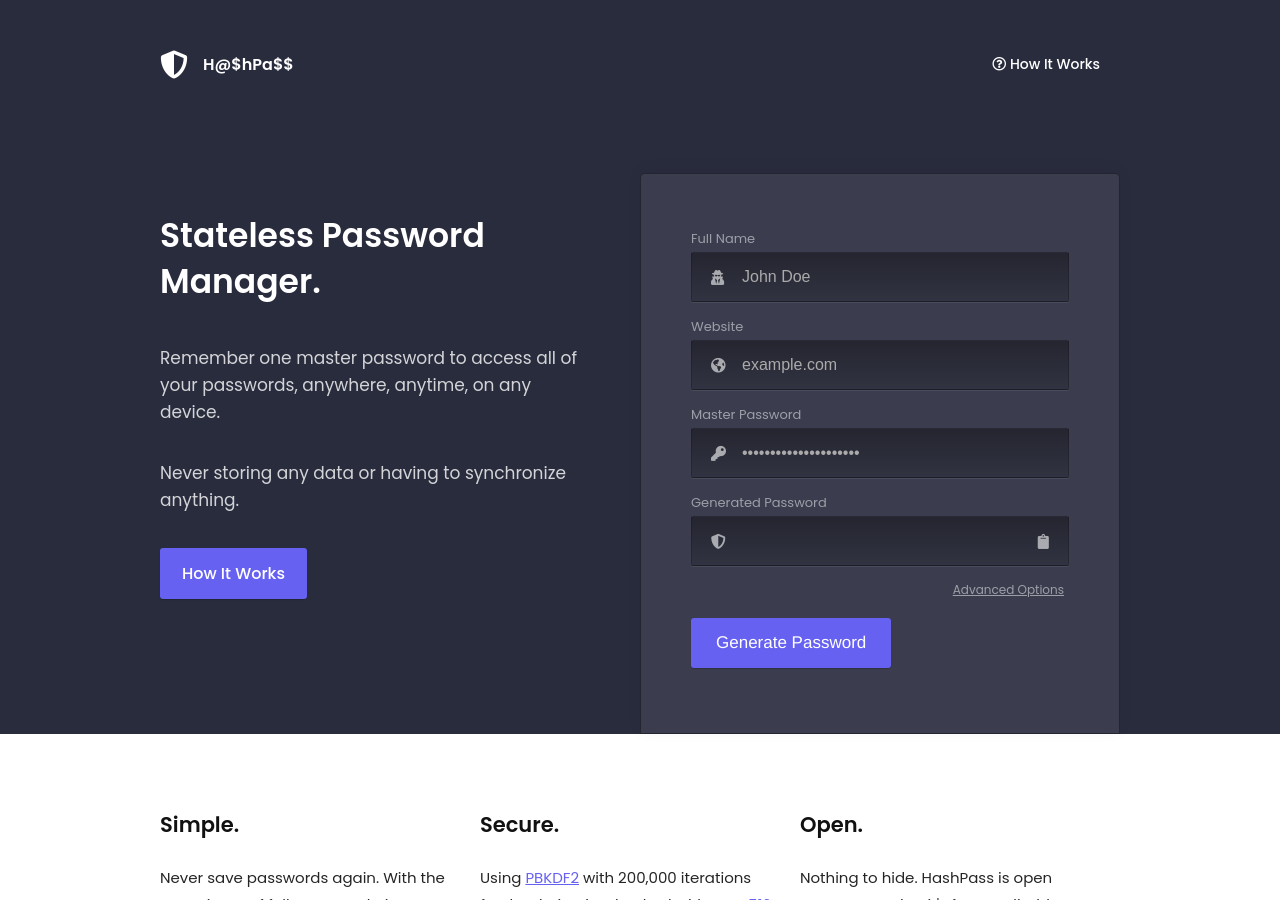 H@$hPa$$
How It Works
Stateless Password
Manager.
Remember one master password to access all of
your passwords, anywhere, anytime, on any
device.
Never storing any data or having to synchronize
anything.
How It Works
Full Name
John Doe
Website
example.com
Master Password
•••••••••••••••••••••
Generated Password
Advanced Options
Generate Password
Simple.
Never save passwords again. With the
Secure.
Using PBKDF2 with 200,000 iterations
Open.
Nothing to hide. HashPass is open